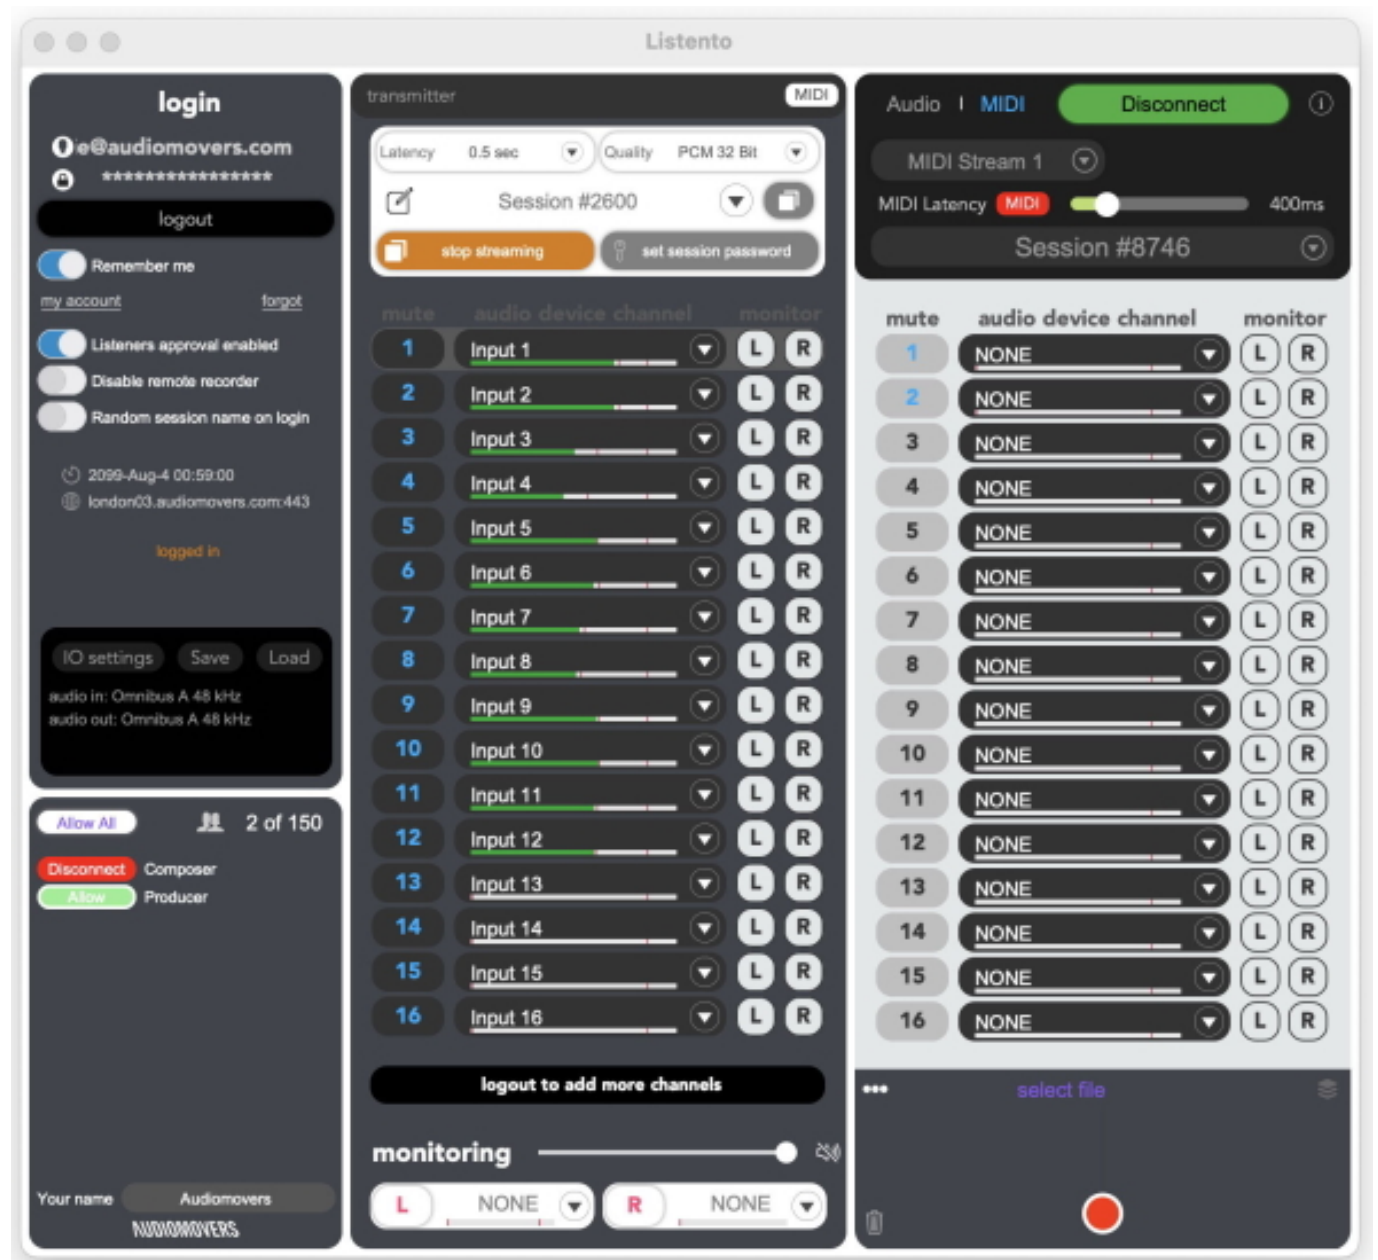 Listento
login
e@audiomovers.com
****************
logout
Remember me
my account forgot
Listeners approval enabled
Disable remote recorder
Random session name on login
2099-Aug-4 00:59:00
london03.audiomovers.com:443
logged in
IO settings Save Load
audio in: Omnibus A 48 kHz
audio out: Omnibus A 48 kHz
Allow All 2 of 150
Disconnect Composer
Allow Producer
Your name Audiomovers
AUDIOMOVERS
transmitter MIDI
Latency 0.5 sec Quality PCM 32 Bit
Session #2600
stop streaming set session password
mute audio device channel monitor
1 Input 1 L R
2 Input 2 L R
3 Input 3 L R
4 Input 4 L R
5 Input 5 L R
6 Input 6 L R
7 Input 7 L R
8 Input 8 L R
9 Input 9 L R
10 Input 10 L R
11 Input 11 L R
12 Input 12 L R
13 Input 13 L R
14 Input 14 L R
15 Input 15 L R
16 Input 16 L R
logout to add more channels
monitoring
L NONE R NONE
Audio I MIDI Disconnect
MIDI Stream 1
MIDI Latency MIDI 400ms
Session #8746
mute audio device channel monitor
1 NONE L R
2 NONE L R
3 NONE L R
4 NONE L R
5 NONE L R
6 NONE L R
7 NONE L R
8 NONE L R
9 NONE L R
10 NONE L R
11 NONE L R
12 NONE L R
13 NONE L R
14 NONE L R
15 NONE L R
16 NONE L R
select file